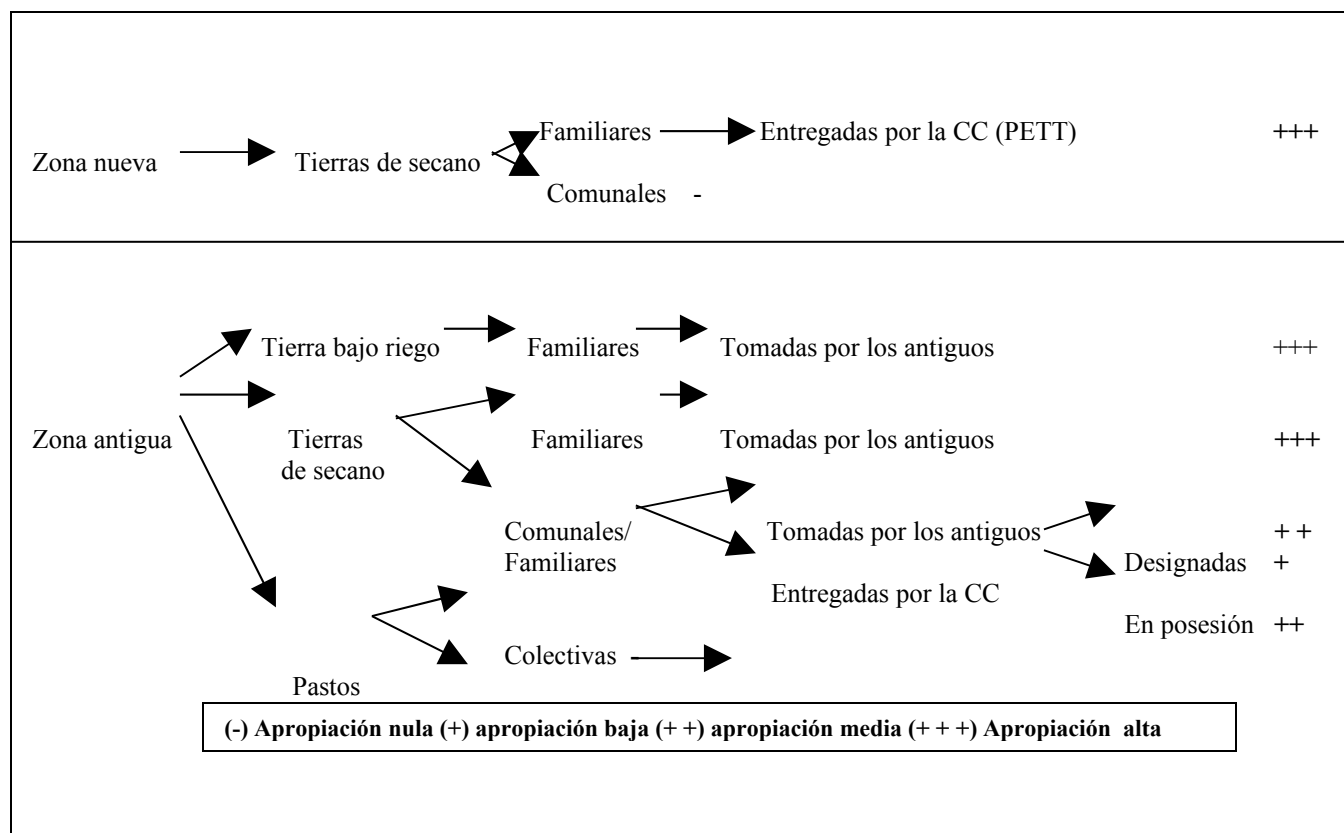 Familiares Entregadas por la CC (PETT) +++
Zona nueva Tierras de secano
Comunales -
Tierra bajo riego Familiares Tomadas por los antiguos +++
Zona antigua Tierras Familiares Tomadas por los antiguos +++
de secano
Comunales/ Tomadas por los antiguos + +
Familiares Designadas +
Entregadas por la CC
En posesión ++
Colectivas -
Pastos
(-) Apropiación nula (+) apropiación baja (+ +) apropiación media (+ + +) Apropiación alta